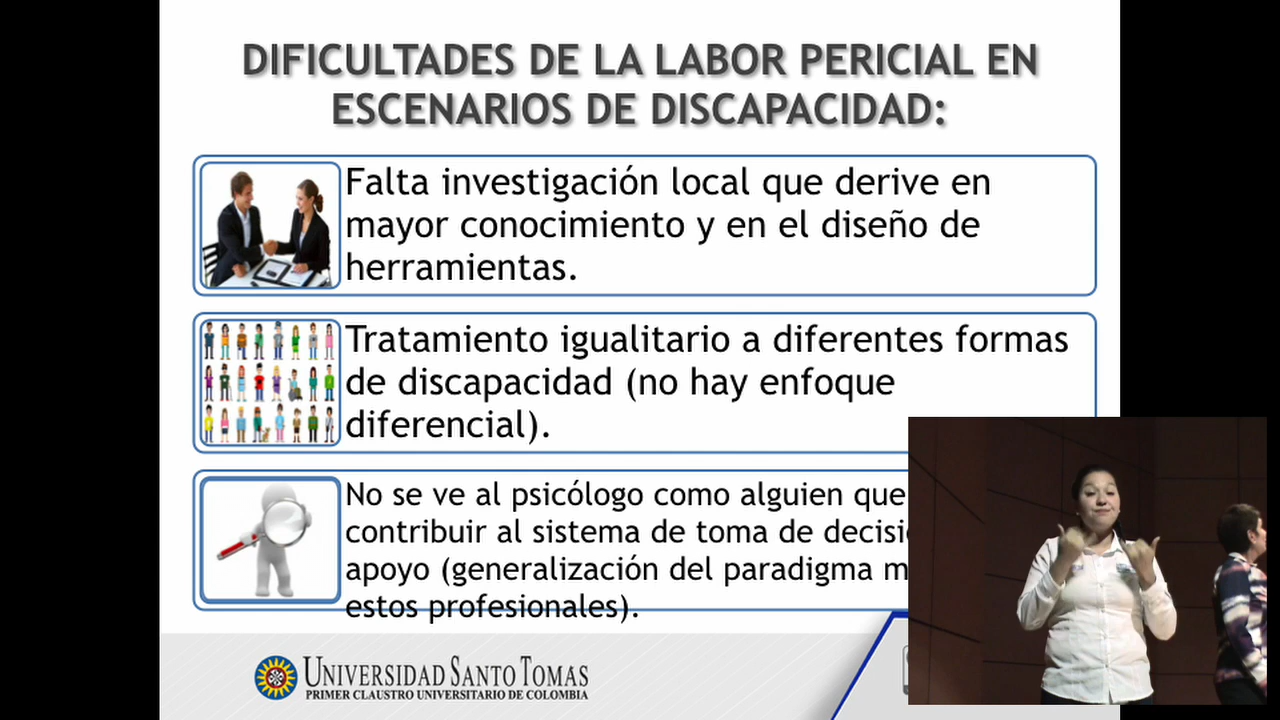 DIFICULTADES DE LA LABOR PERICIAL EN
ESCENARIOS DE DISCAPACIDAD:
Falta investigación local que derive en
mayor conocimiento y en el diseño de
herramientas.
Tratamiento igualitario a diferentes formas
de discapacidad (no hay enfoque
diferencial).
No se ve al psicólogo como alguien que
contribuir al sistema de toma de
apoyo (generalización del paradigma
estos profesionales).
UNIVERSIDAD SANTO TOMAS
PRIMER CLAUSTRO UNIVERSITARIO DE COLOMBIA